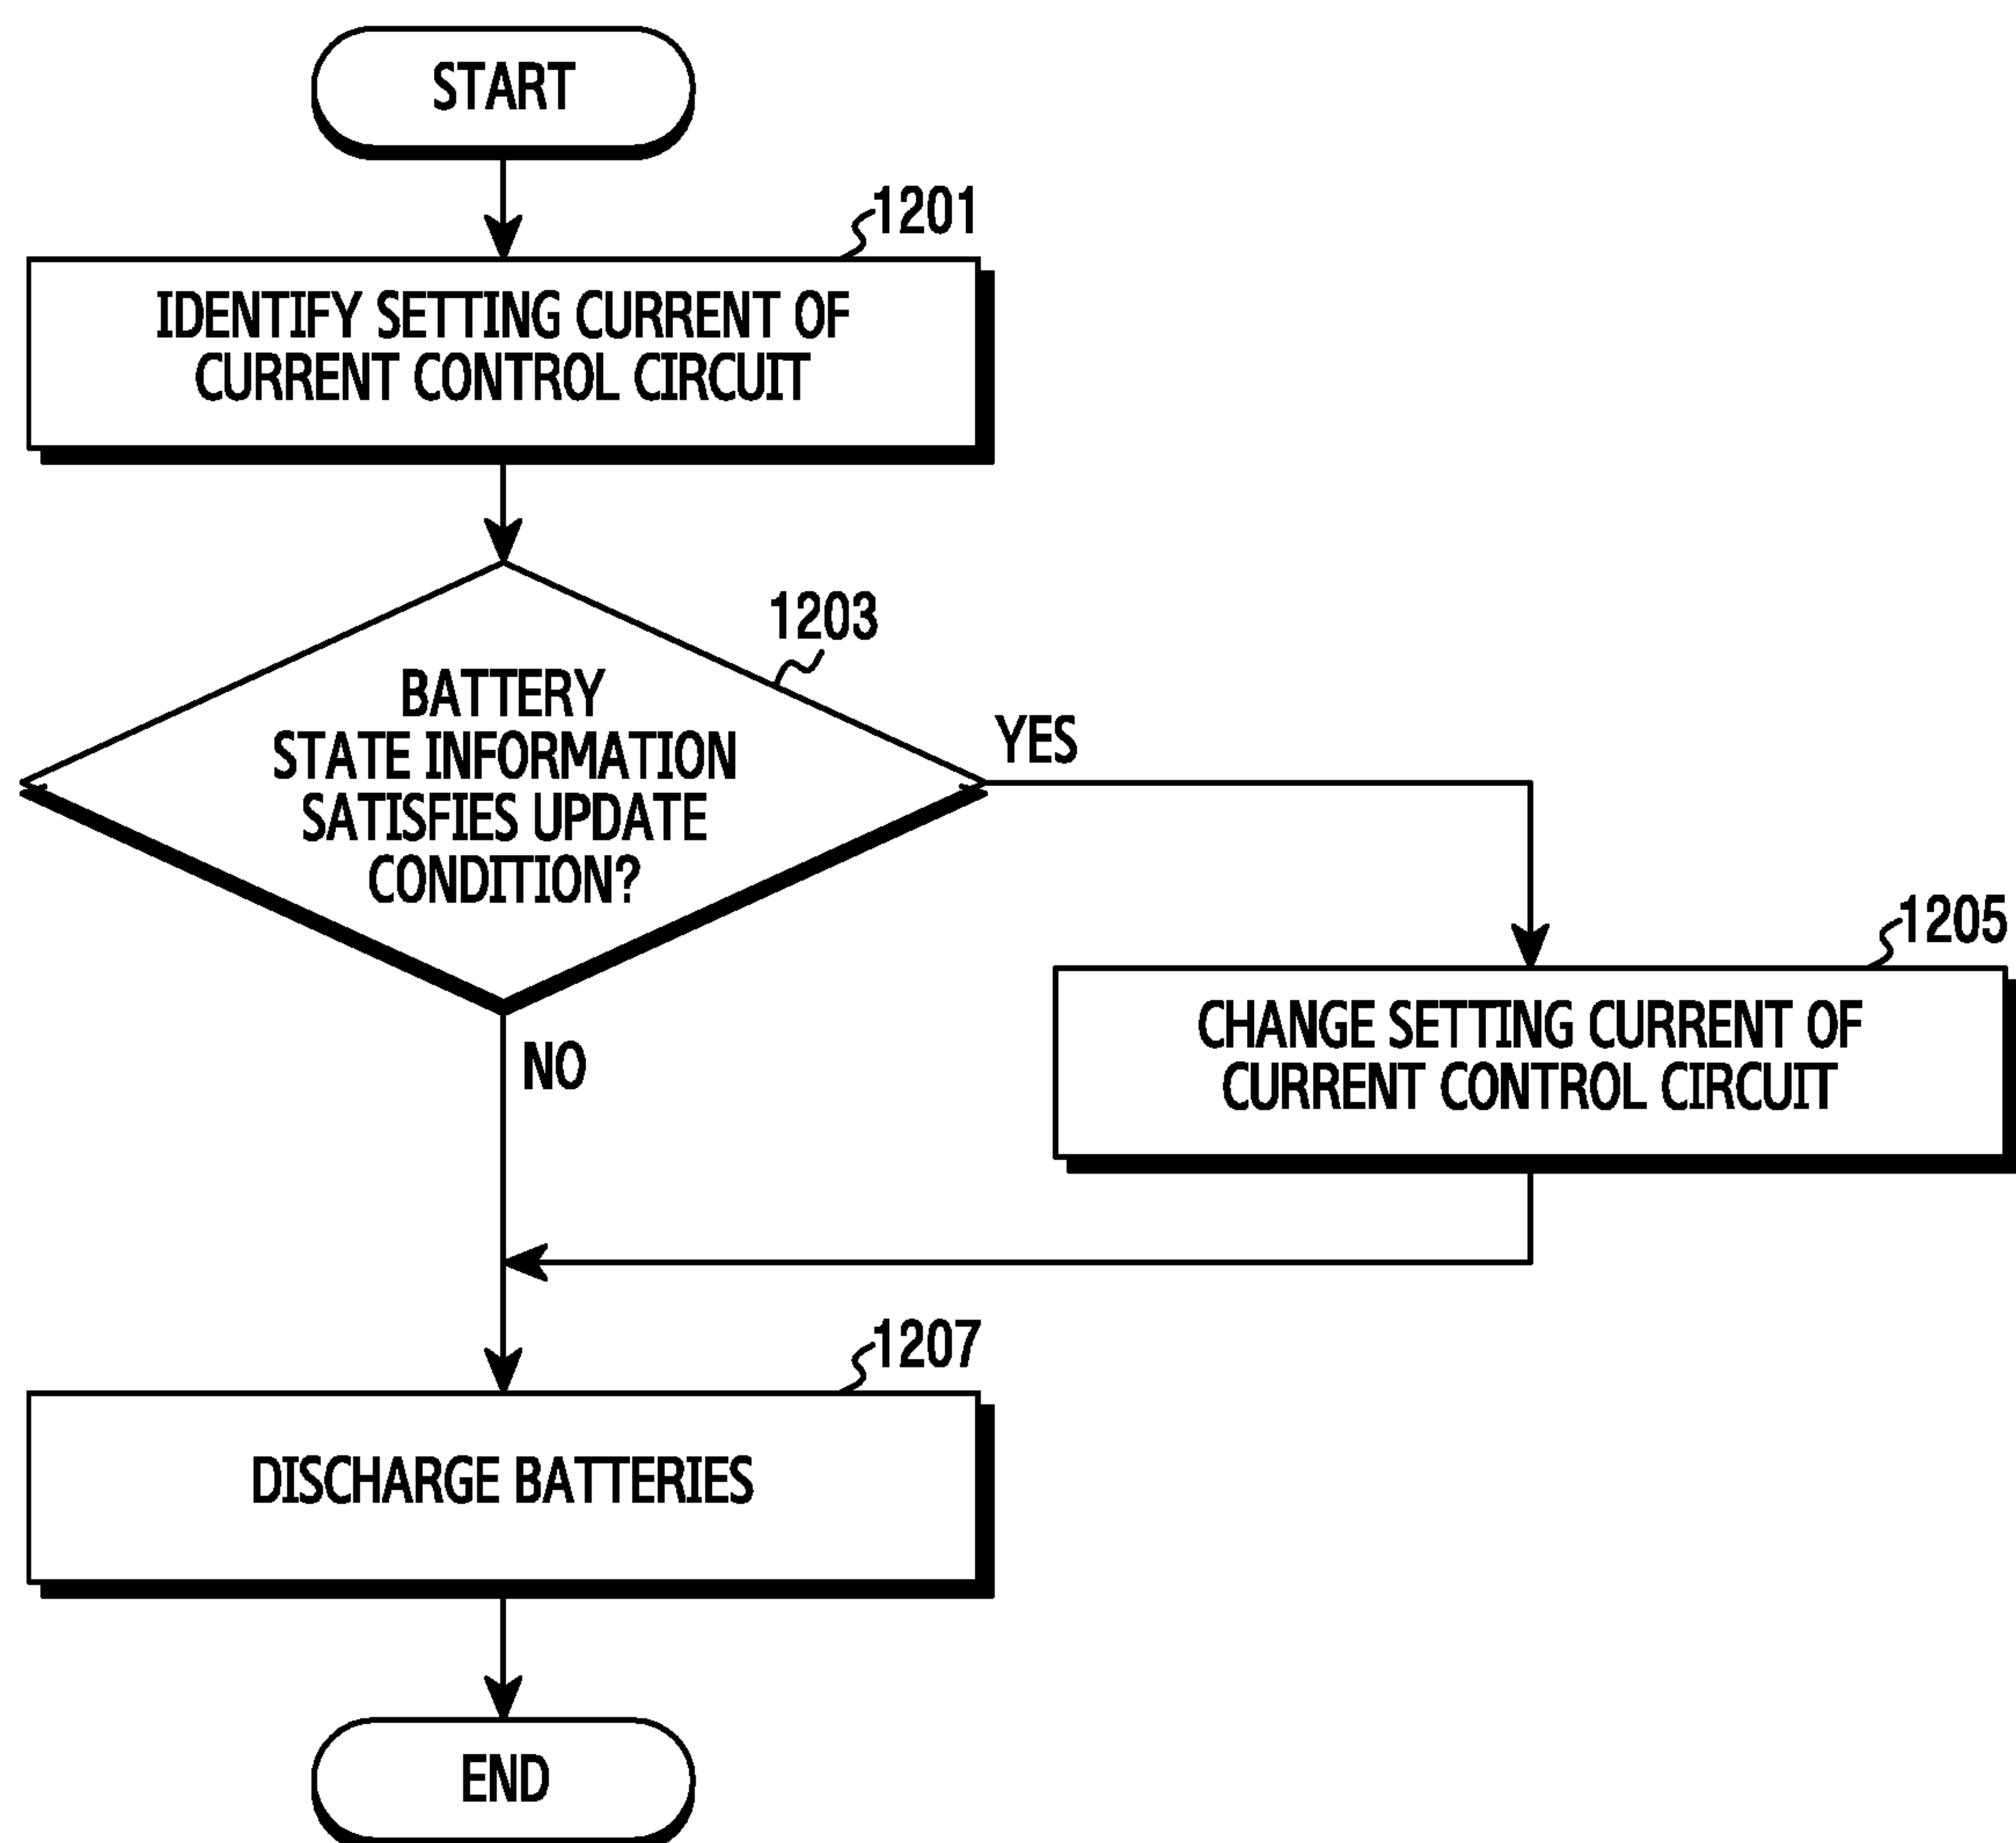 START
1201
IDENTIFY SETTING CURRENT OF
CURRENT CONTROL CIRCUIT
1203
BATTERY
STATE INFORMATION
SATISFIES UPDATE
CONDITION?
YES
NO
1205
CHANGE SETTING CURRENT OF
CURRENT CONTROL CIRCUIT
1207
DISCHARGE BATTERIES
END